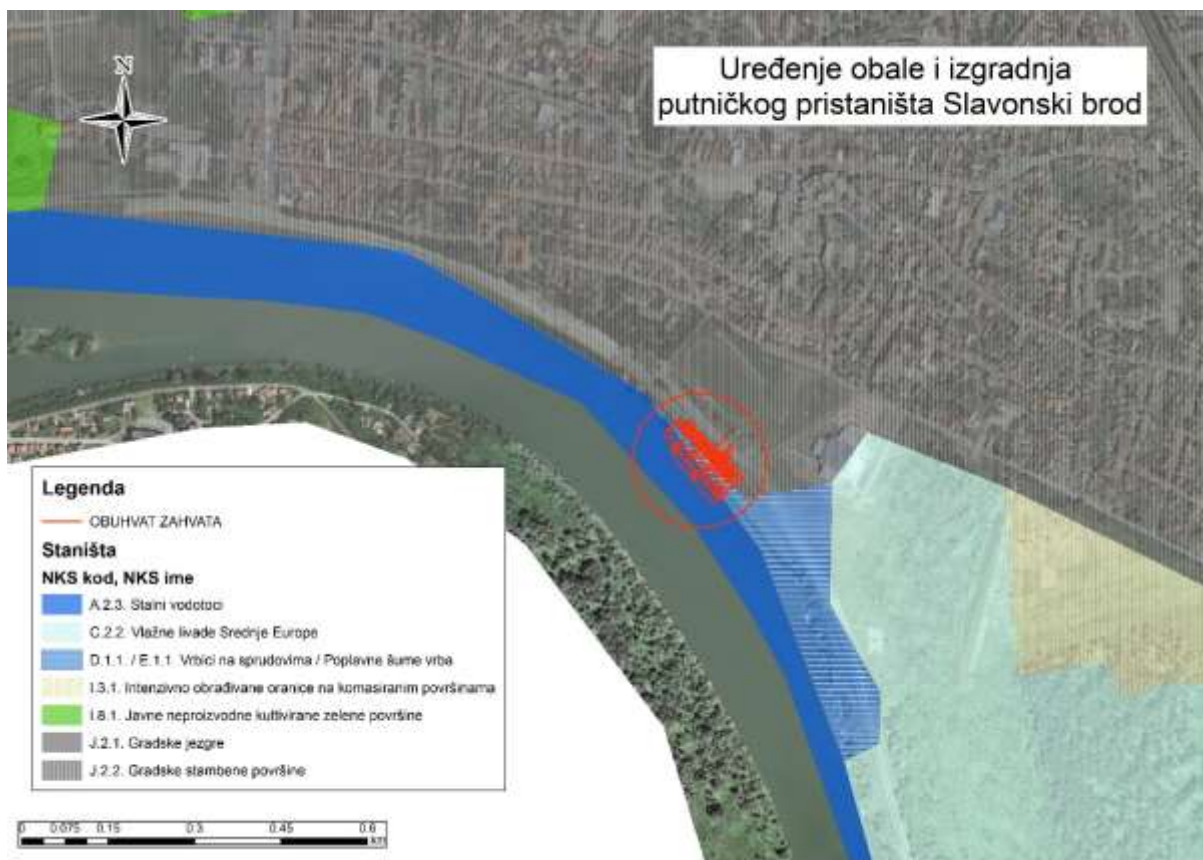 N
Uređenje obale i izgradnja
putničkog pristaništa Slavonski brod
Legenda
OBUHVAT ZAHVATA
Staništa
NKS kod, NKS ime
A.2.3. Stalni vodotoci
C.2.2. Vlažne livade Srednje Europe
D.1.1. / E.1.1. Vrbici na sprudovima / Poplavne šume vrba
I.3.1. Intenzivno obrađivane oranice na komasiranim površinama
I.8.1. Javne neproizvodne kultivirane zelene površine
J.2.1. Gradske jezgre
J.2.2. Gradske stambene površine
0 0.075 0.15 0.3 0.45 0.6
km